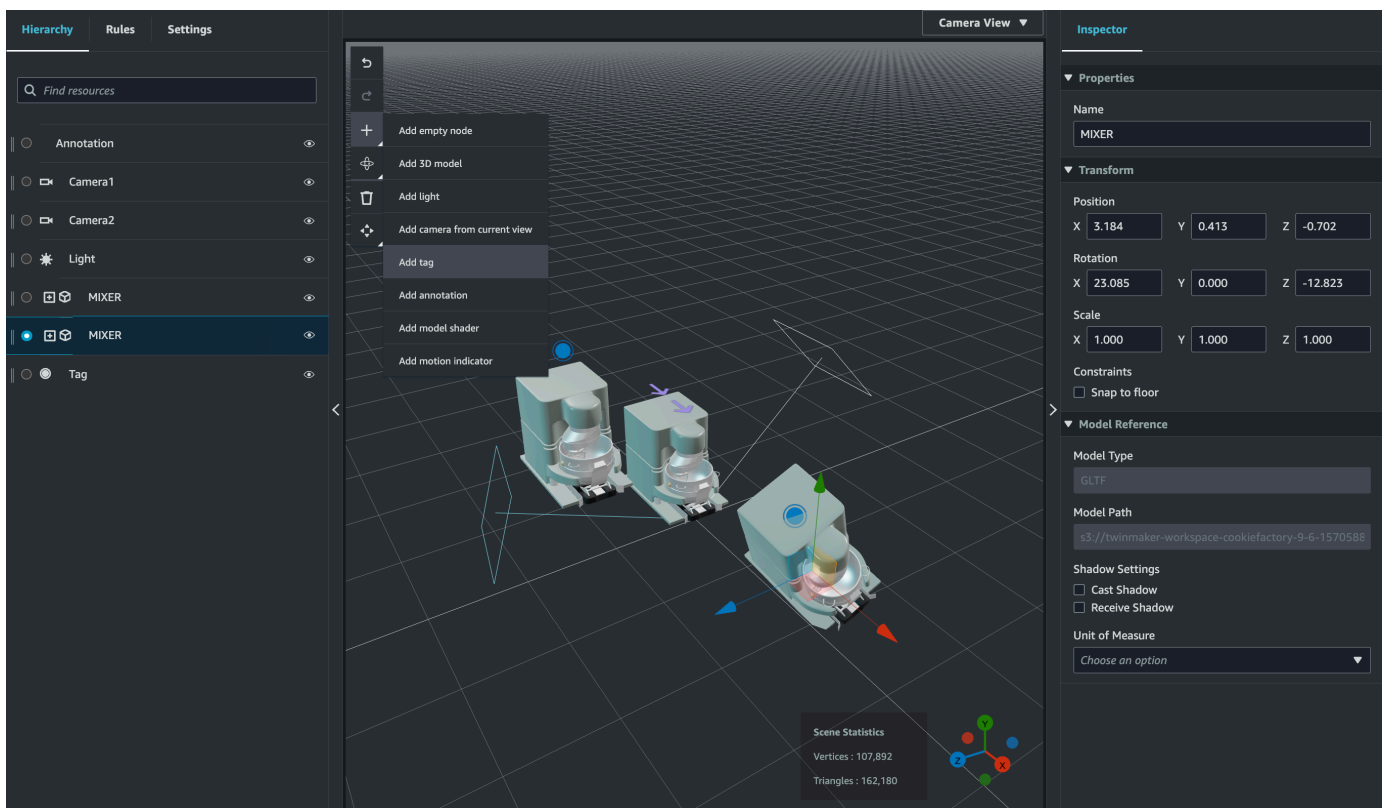 Hierarchy Rules Settings
Find resources
Annotation
Camera1
Camera2
Light
MIXER
MIXER
Tag
Camera View
Add empty node
Add 3D model
Add light
Add camera from current view
Add tag
Add annotation
Add model shader
Add motion indicator
Scene Statistics
Vertices : 107,892
Triangles : 162,180
Y
Z
X
Inspector
Properties
Name
MIXER
Transform
Position
X 3.184 Y 0.413 Z -0.702
Rotation
X 23.085 Y 0.000 Z -12.823
Scale
X 1.000 Y 1.000 Z 1.000
Constraints
Snap to floor
Model Reference
Model Type
GLTF
Model Path
s3://twinmaker-workspace-cookiefactory-9-6-1570588
Shadow Settings
Cast Shadow
Receive Shadow
Unit of Measure
Choose an option